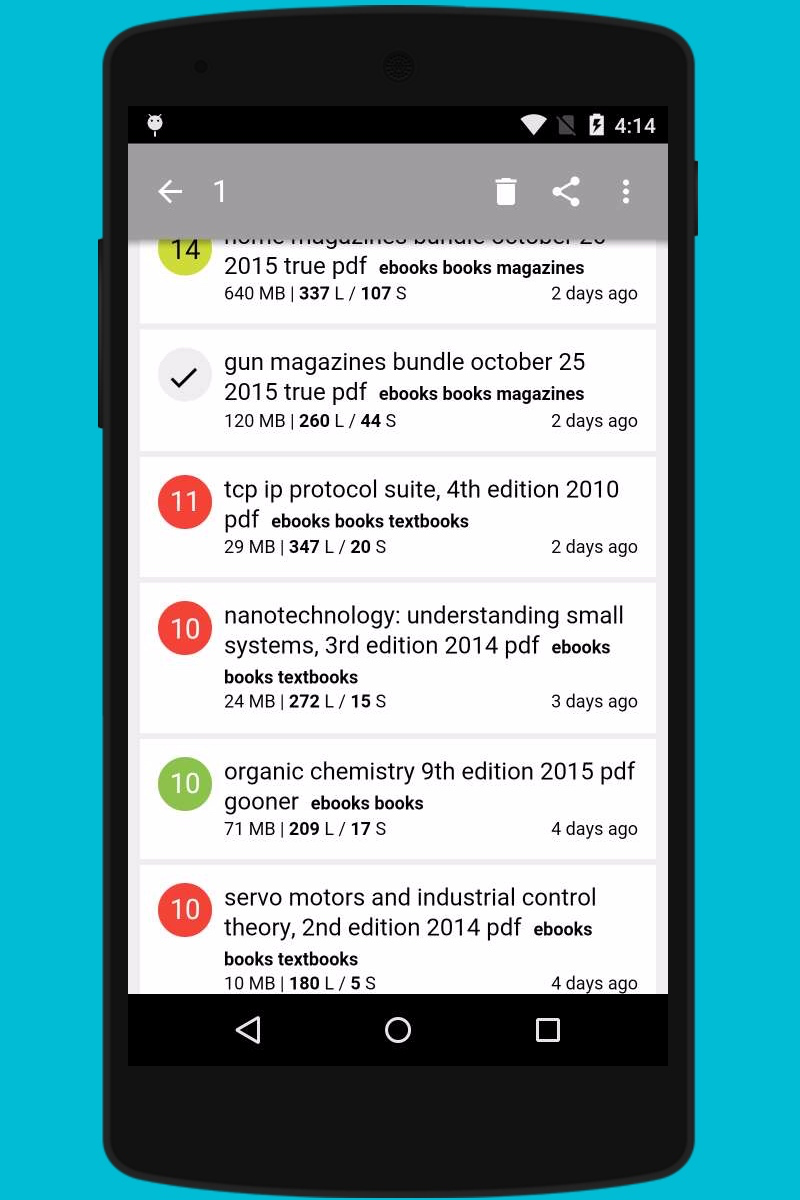 4:14
1
14
home magazines bundle october 26
2015 true pdf ebooks books magazines
640 MB | 337 L / 107 S 2 days ago
gun magazines bundle october 25
2015 true pdf ebooks books magazines
120 MB | 260 L / 44 S 2 days ago
11
tcp ip protocol suite, 4th edition 2010
pdf ebooks books textbooks
29 MB | 347 L / 20 S 2 days ago
10
nanotechnology: understanding small
systems, 3rd edition 2014 pdf ebooks
books textbooks
24 MB | 272 L / 15 S 3 days ago
10
organic chemistry 9th edition 2015 pdf
gooner ebooks books
71 MB | 209 L / 17 S 4 days ago
10
servo motors and industrial control
theory, 2nd edition 2014 pdf ebooks
books textbooks
10 MB | 180 L / 5 S 4 days ago